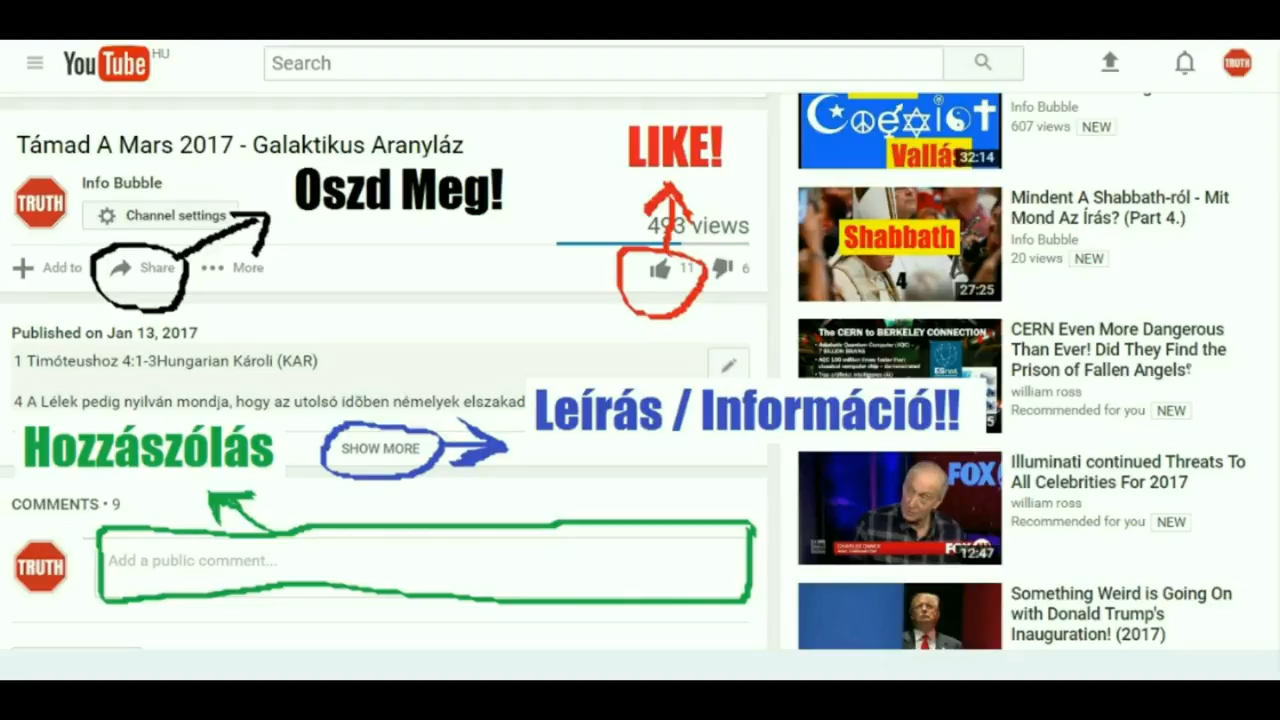 YouTube HU
Search
TRUTH
Támad A Mars 2017 - Galaktikus Aranyláz
TRUTH
Info Bubble
Channel settings
Oszd Meg!
LIKE!
493 views
Add to
Share
More
11
6
Published on Jan 13, 2017
1 Timóteushoz 4:1-3Hungarian Károli (KAR)
4 A Lélek pedig nyilván mondja, hogy az utolsó időben némelyek elszakad
Leírás / Információ!!
Hozzászólás
SHOW MORE
COMMENTS • 9
TRUTH
Add a public comment...
Coexist
Vallás
32:14
Info Bubble
607 views NEW
Shabbath
4
27:25
Mindent A Shabbath-ról - Mit
Mond Az Írás? (Part 4.)
Info Bubble
20 views NEW
The CERN to BERKELEY CONNECTION
CERN Even More Dangerous
Than Ever! Did They Find the
Prison of Fallen Angels‽
william ross
Recommended for you NEW
FOX
12:47
Illuminati continued Threats To
All Celebrities For 2017
william ross
Recommended for you NEW
Something Weird is Going On
with Donald Trump's
Inauguration! (2017)